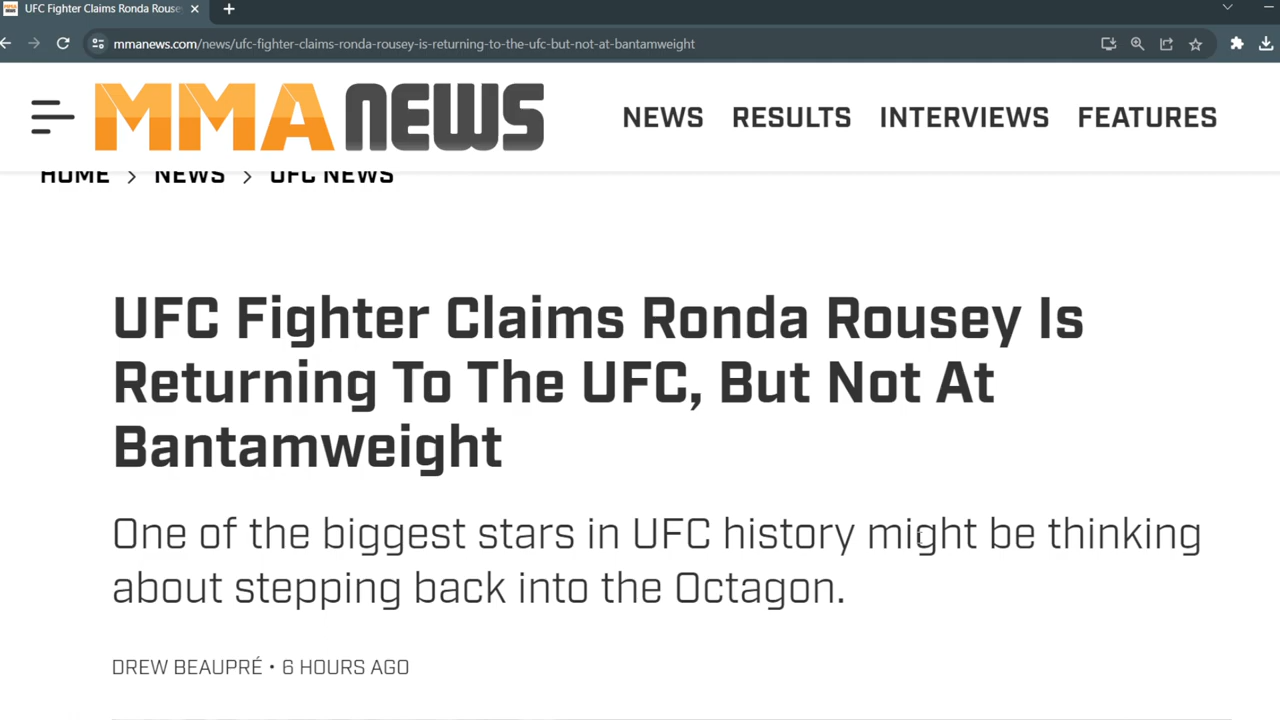 UFC Fighter Claims Ronda Rouse
mmanews.com/news/ufc-fighter-claims-ronda-rousey-is-returning-to-the-ufc-but-not-at-bantamweight
MMA NEWS
NEWS RESULTS INTERVIEWS FEATURES
HOME > NEWS > UFC NEWS
UFC Fighter Claims Ronda Rousey Is
Returning To The UFC, But Not At
Bantamweight
One of the biggest stars in UFC history might be thinking
about stepping back into the Octagon.
DREW BEAUPRÉ • 6 HOURS AGO